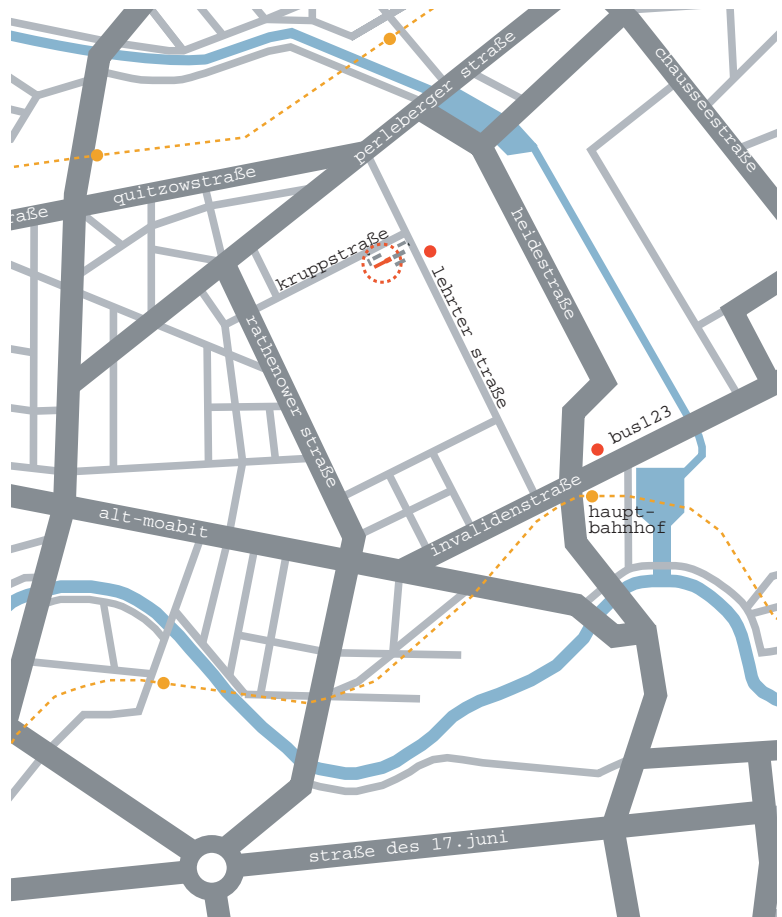 perleberger straße
chausseestraße
quitzowstraße
raße
heidestraße
kruppstraße
lehrter straße
rathenower straße
bus123
invalidenstraße
haupt-
bahnhof
alt-moabit
straße des 17.juni